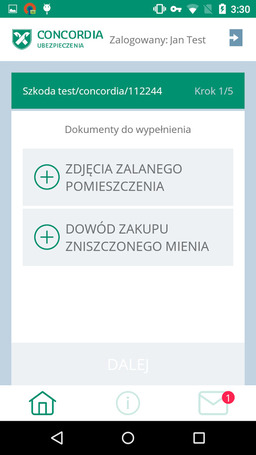 3:30
CONCORDIA
UBEZPIECZENIA
Zalogowany: Jan Test
Szkoda test/concordia/112244 Krok 1/5
Dokumenty do wypełnienia
ZDJĘCIA ZALANEGO
POMIESZCZENIA
DOWÓD ZAKUPU
ZNISZCZONEGO MIENIA
DALEJ
1